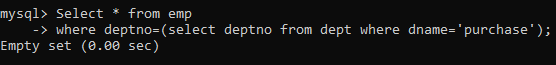 mysql> Select * from emp
-> where deptno=(select deptno from dept where dname='purchase');
Empty set (0.00 sec)